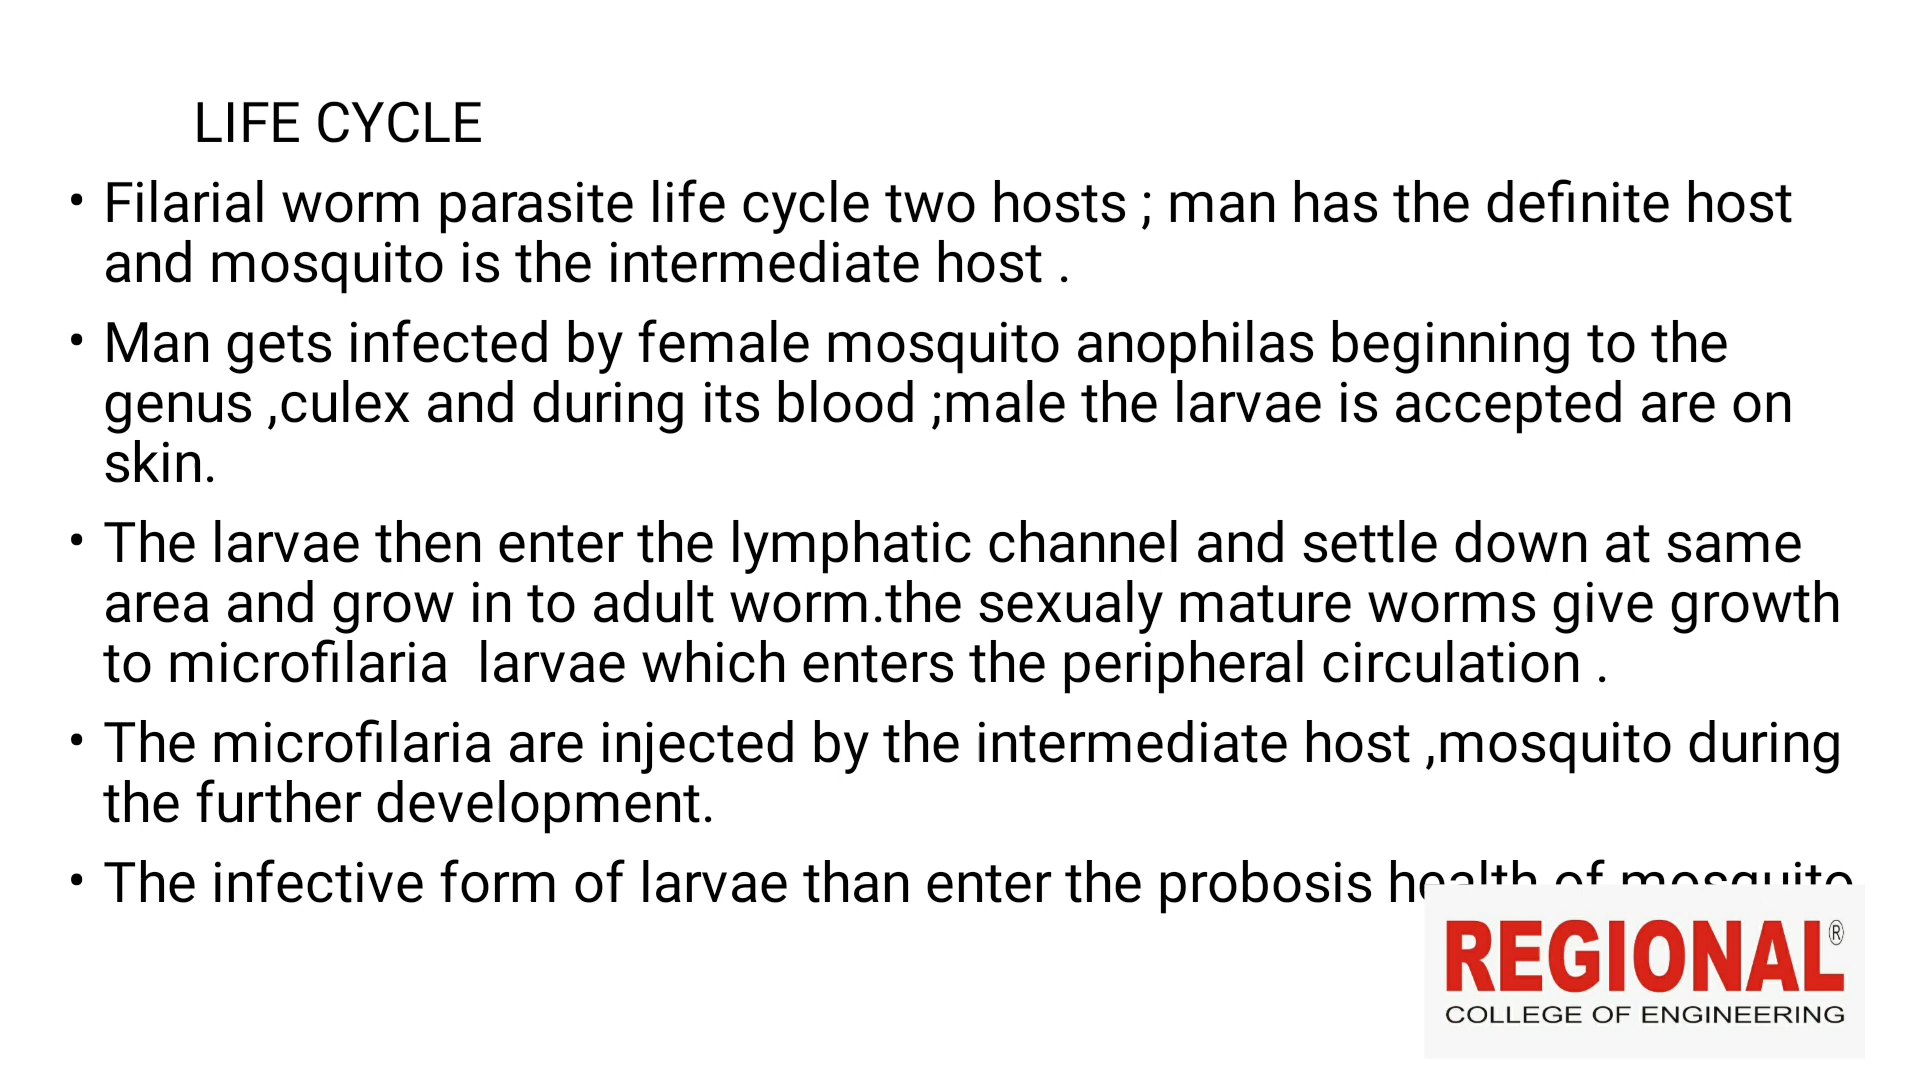 LIFE CYCLE
• Filarial worm parasite life cycle two hosts ; man has the definite host
and mosquito is the intermediate host .
• Man gets infected by female mosquito anophilas beginning to the
genus ,culex and during its blood ;male the larvae is accepted are on
skin.
• The larvae then enter the lymphatic channel and settle down at same
area and grow in to adult worm.the sexualy mature worms give growth
to microfilaria  larvae which enters the peripheral circulation .
• The microfilaria are injected by the intermediate host ,mosquito during
the further development.
• The infective form of larvae than enter the probosis health of mosquito
REGIONAL®
COLLEGE OF ENGINEERING